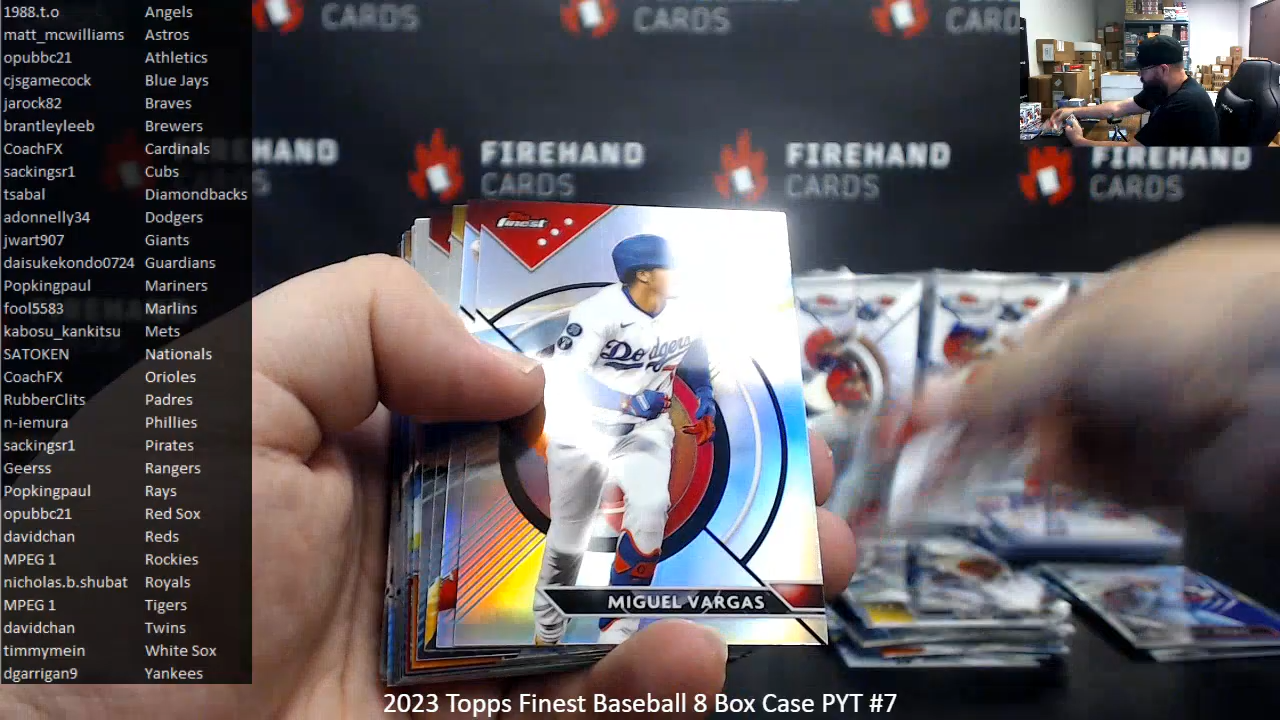 1988.t.o Angels
matt_mcwilliams Astros
opubbc21 Athletics
cjsgamecock Blue Jays
jarock82 Braves
brantleyleeb Brewers
CoachFX Cardinals
sackingsr1 Cubs
tsabal Diamondbacks
adonnelly34 Dodgers
jwart907 Giants
daisukekondo0724 Guardians
Popkingpaul Mariners
fool5583 Marlins
kabosu_kankitsu Mets
SATOKEN Nationals
CoachFX Orioles
RubberClits Padres
n-iemura Phillies
sackingsr1 Pirates
Geerss Rangers
Popkingpaul Rays
opubbc21 Red Sox
davidchan Reds
MPEG 1 Rockies
nicholas.b.shubat Royals
MPEG 1 Tigers
davidchan Twins
timmymein White Sox
dgarrigan9 Yankees
CARDS
CARDS
CARDS
HAND
FIREHAND
CARDS
FIREHAND
CARDS
FIREHAND
CARDS
finest
Dodgers
MIGUEL VARGAS
2023 Topps Finest Baseball 8 Box Case PYT #7